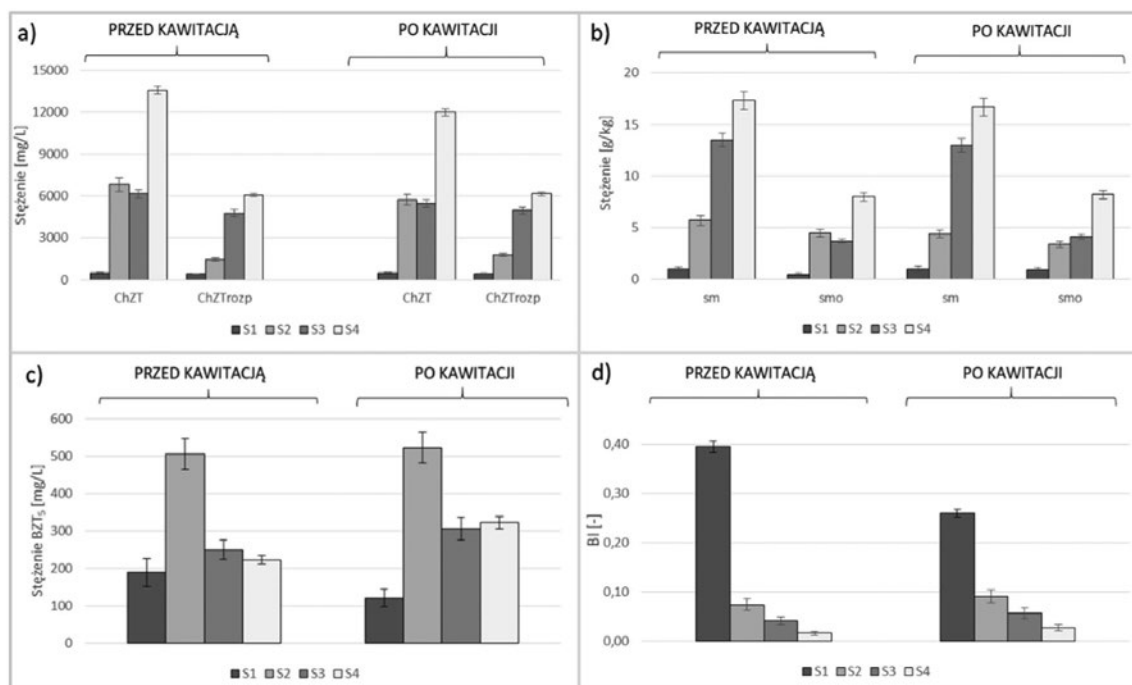 a)
PRZED KAWITACJĄ
PO KAWITACJI
15000
12000
9000
6000
3000
0
Stężenie [mg/L]
ChZT
ChZTrozp
ChZT
ChZTrozp
S1 S2 S3 S4
b)
PRZED KAWITACJĄ
PO KAWITACJI
20
15
10
5
0
Stężenie [g/kg]
sm
smo
sm
smo
S1 S2 S3 S4
c)
PRZED KAWITACJĄ
PO KAWITACJI
600
500
400
300
200
100
0
Stężenie BZT₅ [mg/L]
S1 S2 S3 S4
d)
PRZED KAWITACJĄ
PO KAWITACJI
0,40
0,30
0,20
0,10
0,00
BI [-]
S1 S2 S3 S4